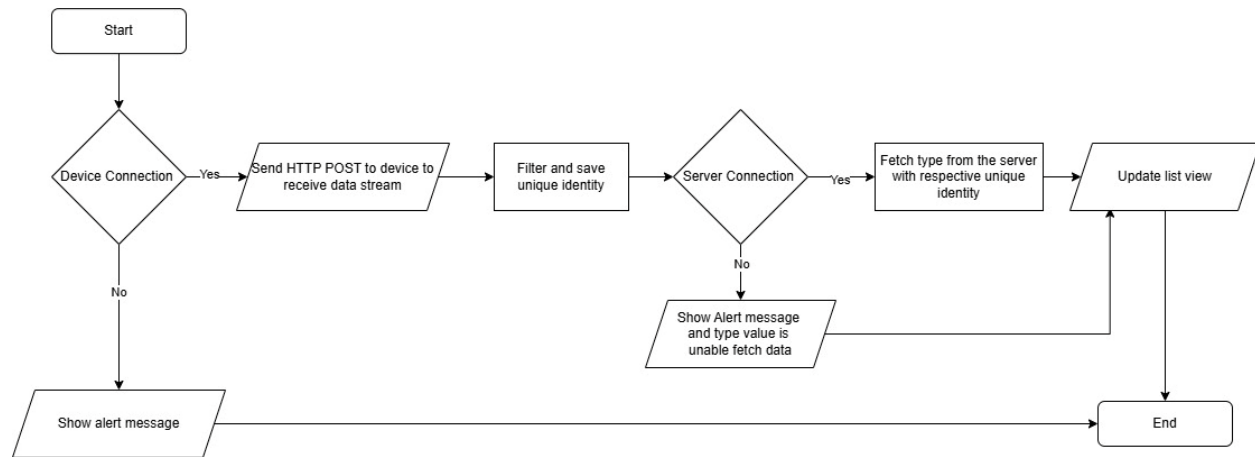 Start
Device Connection
Yes
Send HTTP POST to device to
receive data stream
Filter and save
unique identity
Server Connection
Yes
Fetch type from the server
with respective unique
identity
Update list view
No
Show Alert message
and type value is
unable fetch data
No
Show alert message
End